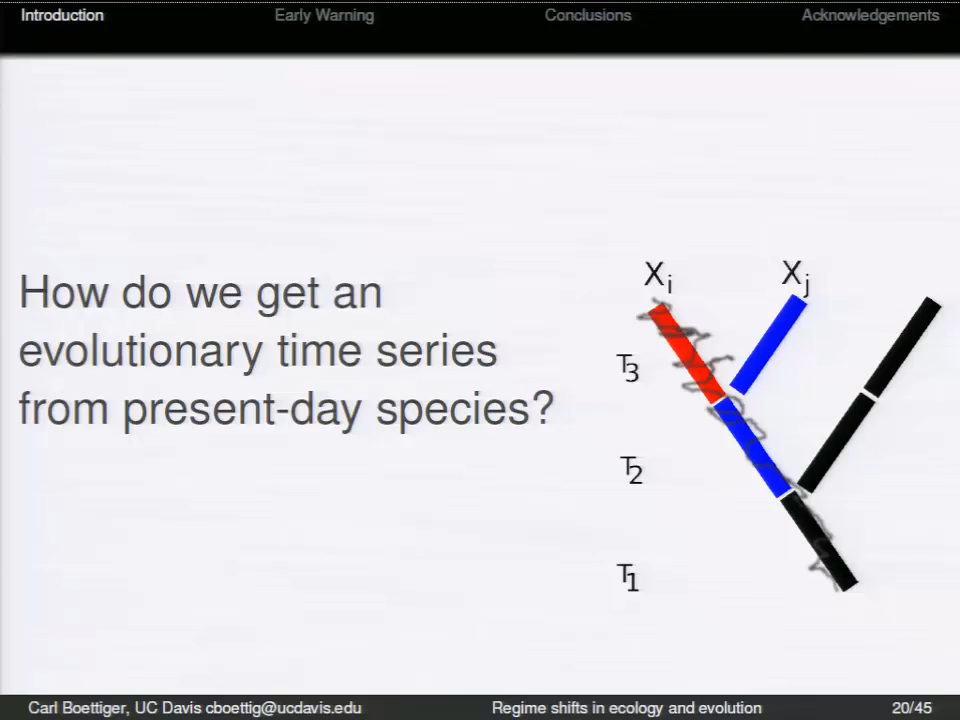 Introduction Early Warning Conclusions Acknowledgements
How do we get an
evolutionary time series
from present-day species?
Xi Xj
T3
T2
T1
Carl Boettiger, UC Davis cboettig@ucdavis.edu Regime shifts in ecology and evolution 20/45